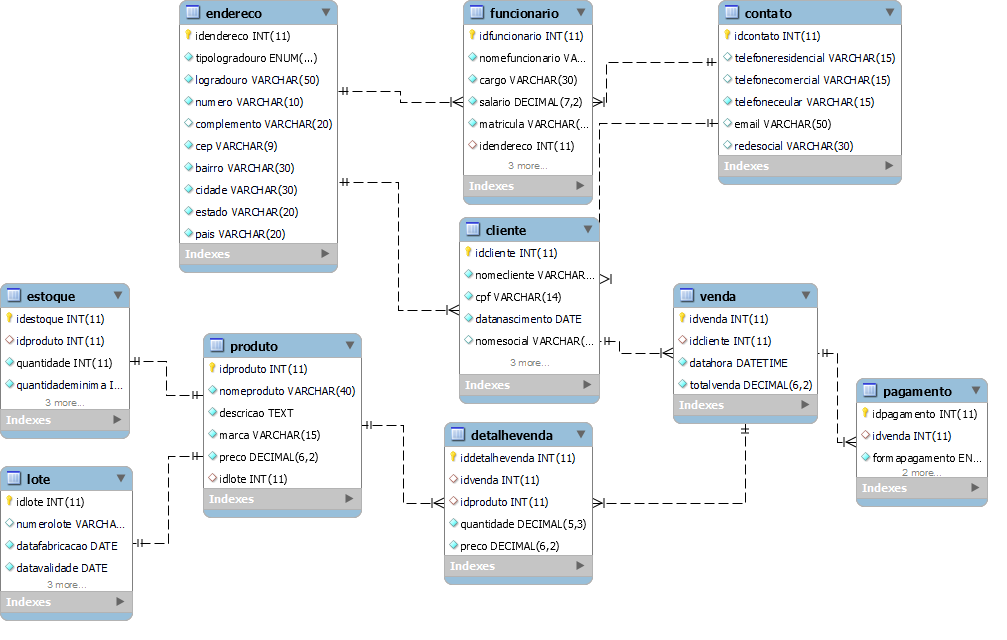 endereco
idendereco INT(11)
tipologradouro ENUM(...)
logradouro VARCHAR(50)
numero VARCHAR(10)
complemento VARCHAR(20)
cep VARCHAR(9)
bairro VARCHAR(30)
cidade VARCHAR(30)
estado VARCHAR(20)
pais VARCHAR(20)
Indexes
funcionario
idfuncionario INT(11)
nomefuncionario VA...
cargo VARCHAR(30)
salario DECIMAL(7,2)
matricula VARCHAR(...
idendereco INT(11)
3 more...
Indexes
contato
idcontato INT(11)
telefoneresidencial VARCHAR(15)
telefonecomercial VARCHAR(15)
telefoneceular VARCHAR(15)
email VARCHAR(50)
redesocial VARCHAR(30)
Indexes
cliente
idcliente INT(11)
nomecliente VARCHAR...
cpf VARCHAR(14)
datanascimento DATE
nomesocial VARCHAR(...
3 more...
Indexes
estoque
idestoque INT(11)
idproduto INT(11)
quantidade INT(11)
quantidademinima I...
3 more...
Indexes
produto
idproduto INT(11)
nomeproduto VARCHAR(40)
descricao TEXT
marca VARCHAR(15)
preco DECIMAL(6,2)
idlote INT(11)
Indexes
venda
idvenda INT(11)
idcliente INT(11)
datahora DATETIME
totalvenda DECIMAL(6,2)
Indexes
pagamento
idpagamento INT(11)
idvenda INT(11)
formapagamento EN...
2 more...
Indexes
detalhevenda
iddetalhevenda INT(11)
idvenda INT(11)
idproduto INT(11)
quantidade DECIMAL(5,3)
preco DECIMAL(6,2)
Indexes
lote
idlote INT(11)
numerolote VARCHA...
datafabricacao DATE
datavalidade DATE
3 more...
Indexes